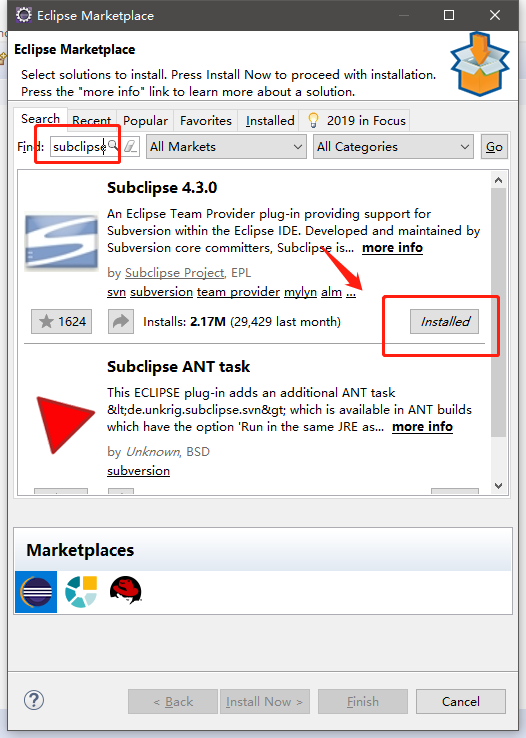 Eclipse Marketplace
Eclipse Marketplace
Select solutions to install. Press Install Now to proceed with installation.
Press the "more info" link to learn more about a solution.
Search Recent Popular Favorites Installed 2019 in Focus
Find: subclipse All Markets All Categories Go
Subclipse 4.3.0
An Eclipse Team Provider plug-in providing support for
Subversion within the Eclipse IDE. Developed and maintained by
Subversion core committers, Subclipse is... more info
by Subclipse Project, EPL
svn subversion team provider mylyn alm ...
1624 Installs: 2.17M (29,429 last month) Installed
Subclipse ANT task
This ECLIPSE plug-in adds an additional ANT task
&lt;de.unkrig.subclipse.svn&gt; which is available in ANT builds
which have the option 'Run in the same JRE as... more info
by Unknown, BSD
subversion
Marketplaces
? < Back Install Now > Finish Cancel